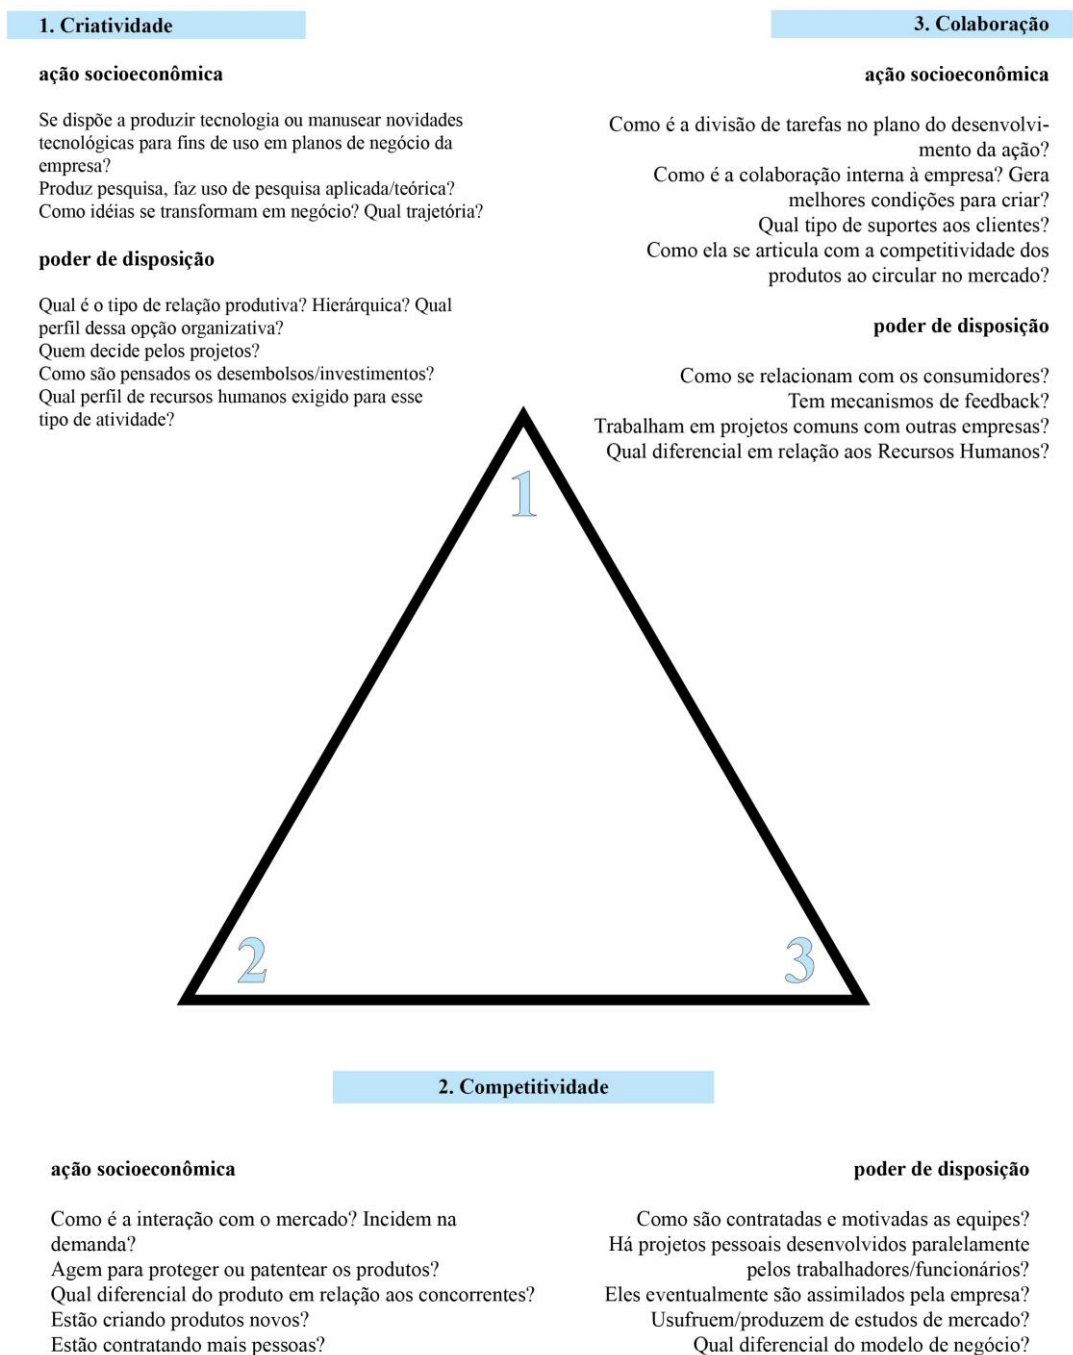 1. Criatividade
ação socioeconômica
Se dispõe a produzir tecnologia ou manusear novidades
tecnológicas para fins de uso em planos de negócio da
empresa?
Produz pesquisa, faz uso de pesquisa aplicada/teórica?
Como idéias se transformam em negócio? Qual trajetória?
poder de disposição
Qual é o tipo de relação produtiva? Hierárquica? Qual
perfil dessa opção organizativa?
Quem decide pelos projetos?
Como são pensados os desembolsos/investimentos?
Qual perfil de recursos humanos exigido para esse
tipo de atividade?
3. Colaboração
ação socioeconômica
Como é a divisão de tarefas no plano do desenvolvi-
mento da ação?
Como é a colaboração interna à empresa? Gera
melhores condições para criar?
Qual tipo de suportes aos clientes?
Como ela se articula com a competitividade dos
produtos ao circular no mercado?
poder de disposição
Como se relacionam com os consumidores?
Tem mecanismos de feedback?
Trabalham em projetos comuns com outras empresas?
Qual diferencial em relação aos Recursos Humanos?
1
2
3
2. Competitividade
ação socioeconômica
Como é a interação com o mercado? Incidem na
demanda?
Agem para proteger ou patentear os produtos?
Qual diferencial do produto em relação aos concorrentes?
Estão criando produtos novos?
Estão contratando mais pessoas?
poder de disposição
Como são contratadas e motivadas as equipes?
Há projetos pessoais desenvolvidos paralelamente
pelos trabalhadores/funcionários?
Eles eventualmente são assimilados pela empresa?
Usufruem/produzem de estudos de mercado?
Qual diferencial do modelo de negócio?